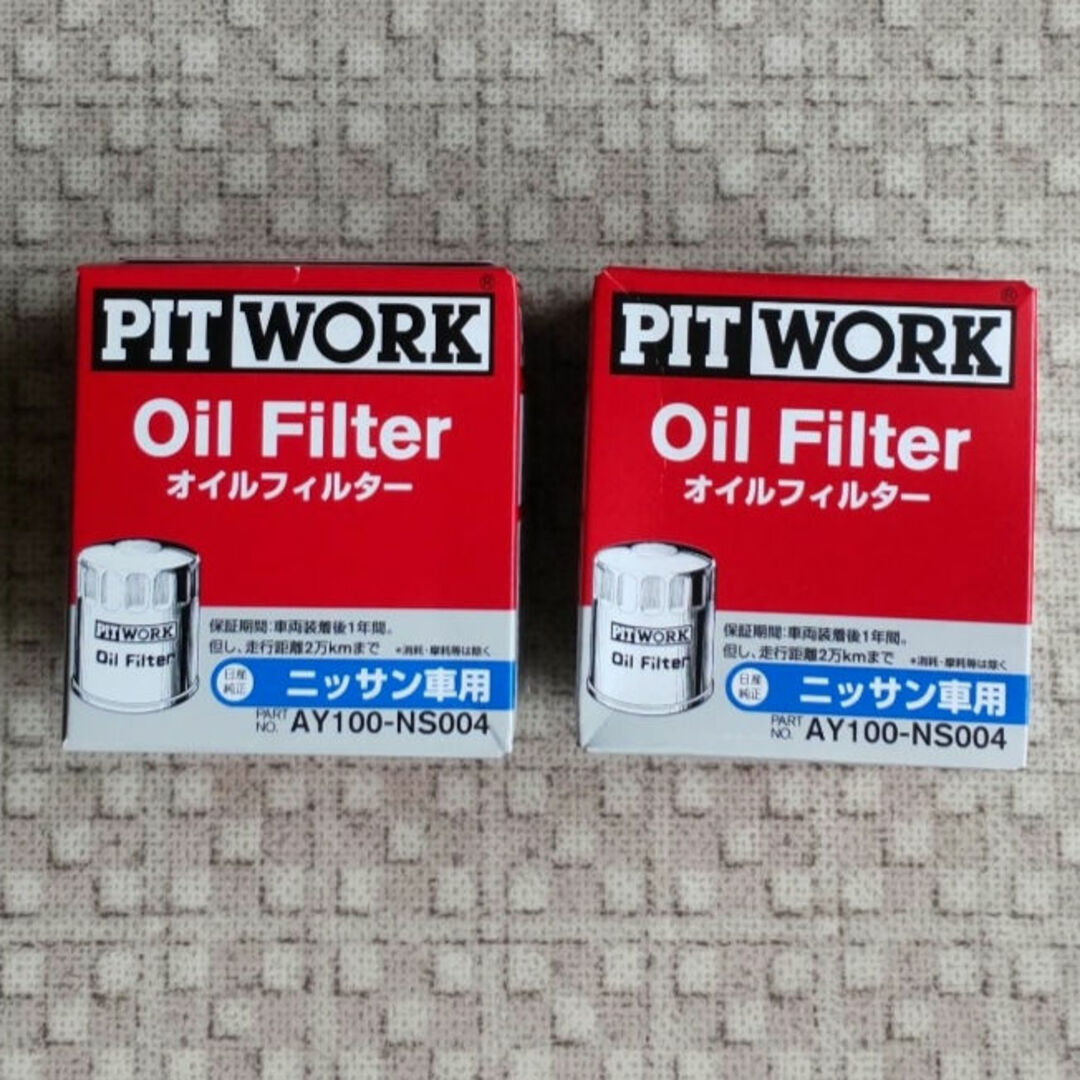 PIT WORK ®
Oil Filter
オイルフィルター
PIT WORK
Oil Filter
保証期間:車両装着後1年間。
但し、走行距離2万kmまで *消耗・摩耗等は除く
日産
純正
ニッサン車用
PART NO. AY100-NS004
PIT WORK ®
Oil Filter
オイルフィルター
PIT WORK
Oil Filter
保証期間:車両装着後1年間。
但し、走行距離2万kmまで *消耗・摩耗等は除く
日産
純正
ニッサン車用
PART NO. AY100-NS004